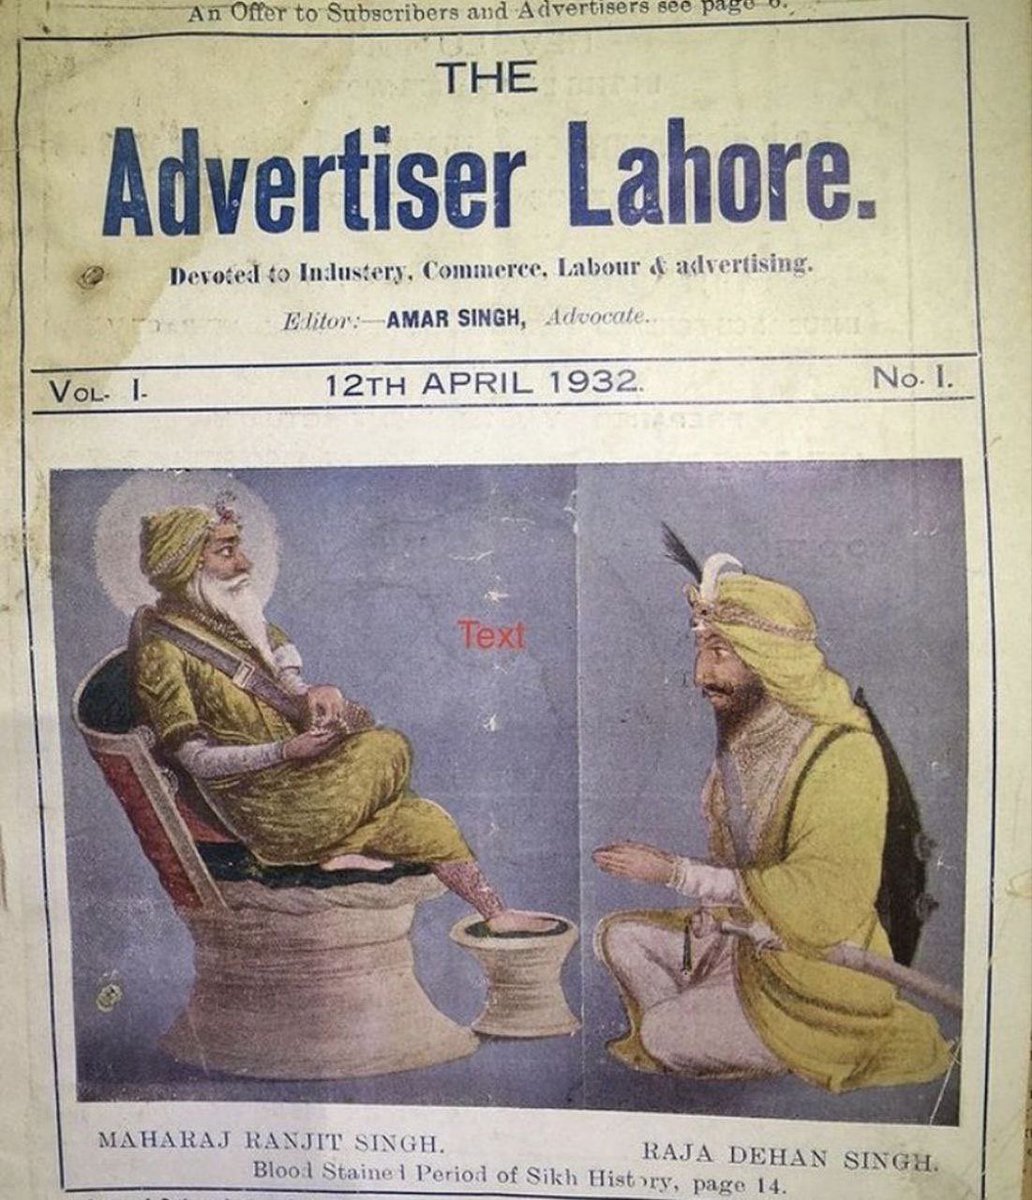 An Offer to Subscribers and Advertisers see page 6.
THE
Advertiser Lahore.
Devoted to Industery, Commerce, Labour & advertising.
Editor:—AMAR SINGH, Advocate.
VOL. I. 12TH APRIL 1932. No. I.
Text
MAHARAJ RANJIT SINGH. RAJA DEHAN SINGH.
Blood Stained Period of Sikh History, page 14.